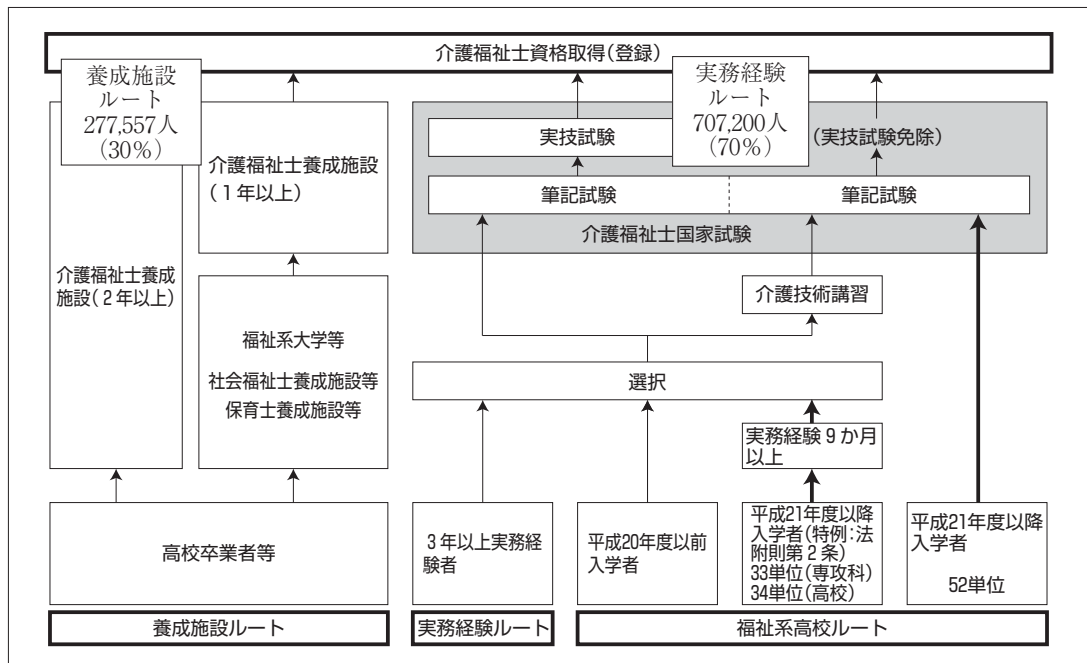 介護福祉士資格取得(登録)
養成施設
ルート
277,557人
(30%)
実務経験
ルート
707,200人
(70%)
介護福祉士養成
施設(2年以上)
介護福祉士養成施設
(1年以上)
福祉系大学等
社会福祉士養成施設等
保育士養成施設等
高校卒業者等
養成施設ルート
実技試験
(実技試験免除)
筆記試験
筆記試験
介護福祉士国家試験
介護技術講習
選択
実務経験9か月
以上
3年以上実務経
験者
平成20年度以前
入学者
平成21年度以降
入学者(特例:法
附則第2条)
33単位(専攻科)
34単位(高校)
平成21年度以降
入学者
52単位
実務経験ルート
福祉系高校ルート